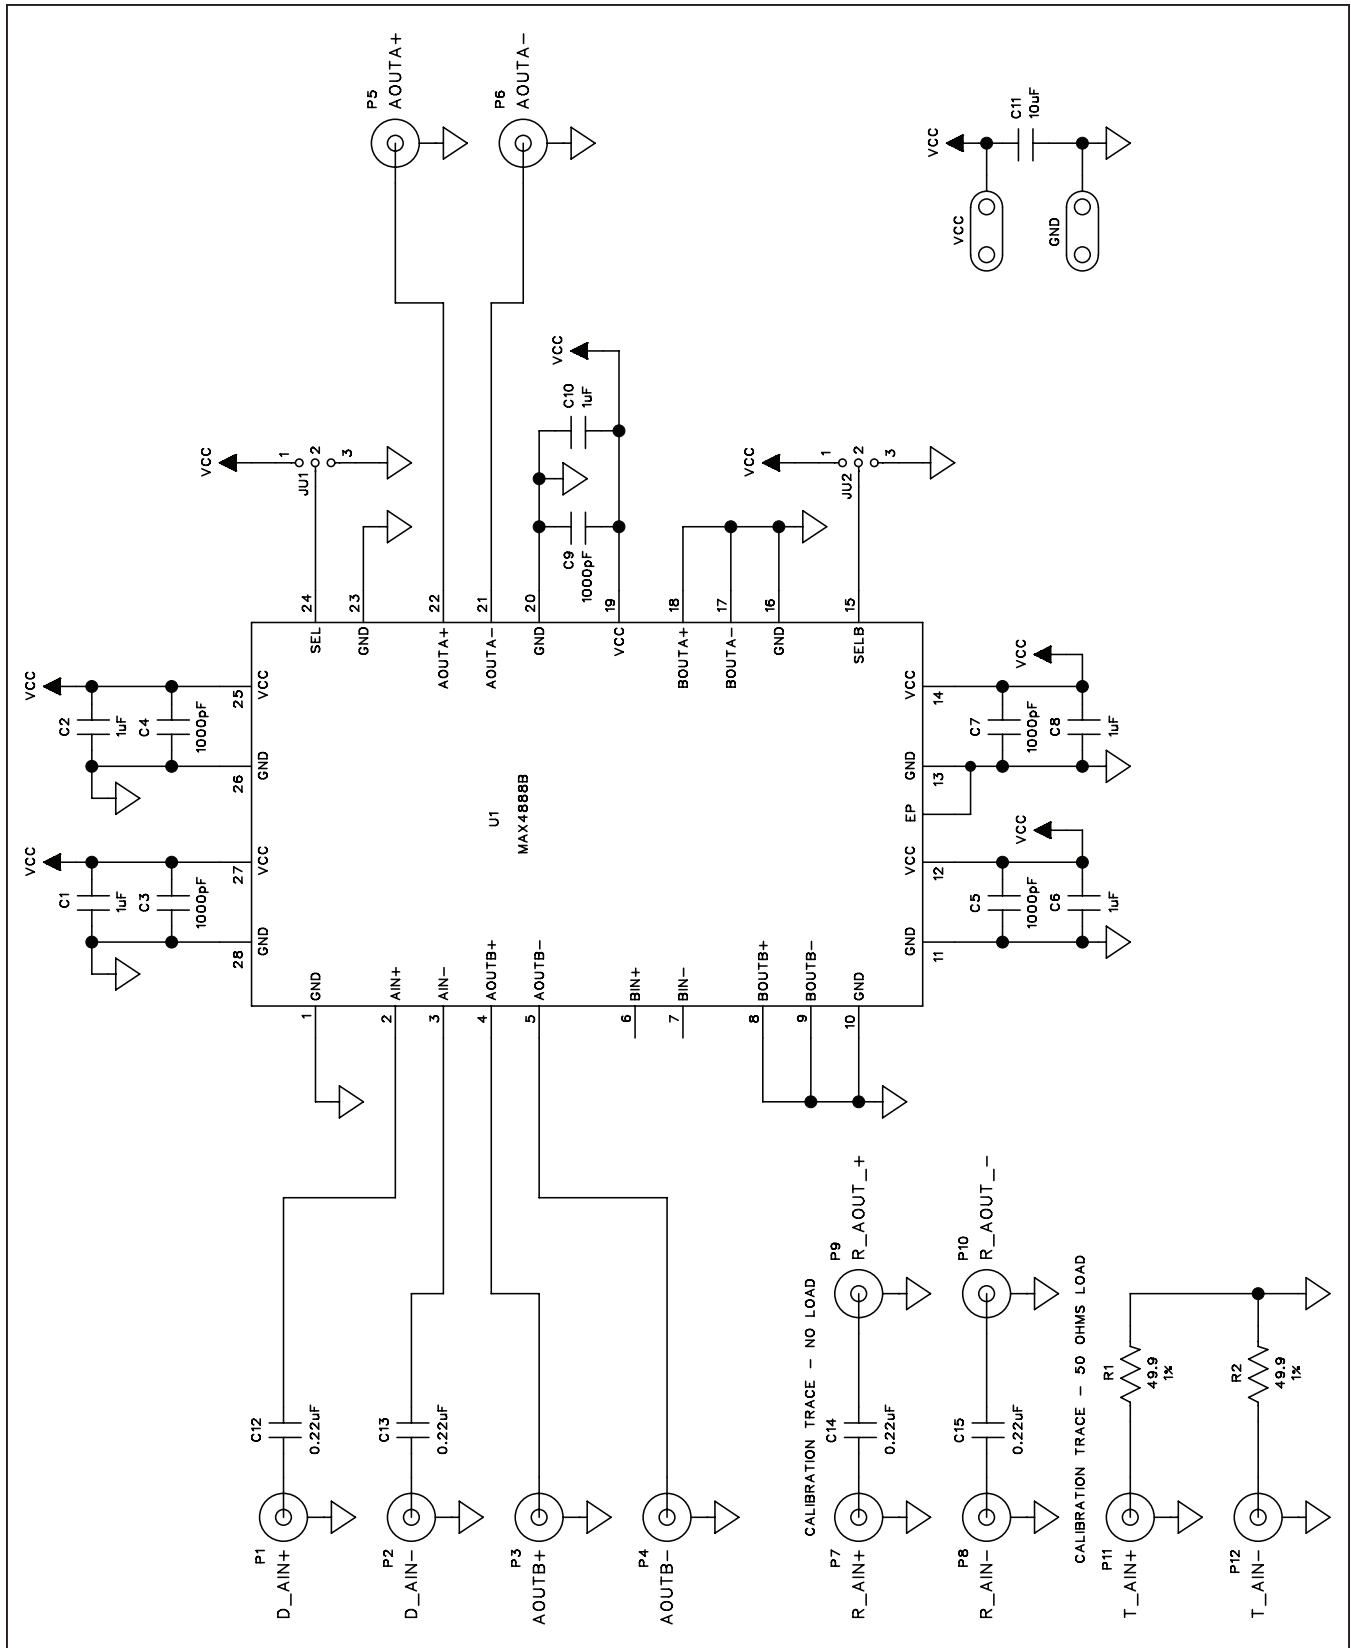 P5
AOUTA+
P6
AOUTA-
VCC
C11
10uF
VCC
GND
VCC
C10
1uF
C9
1000pF
VCC
1
2
3
JU1
VCC
1
2
3
JU2
VCC
C2
1uF
C4
1000pF
VCC
C1
1uF
C3
1000pF
24
SEL
23
GND
22
AOUTA+
21
AOUTA-
20
GND
19
VCC
18
BOUTA+
17
BOUTA-
16
GND
15
SELB
25
VCC
26
GND
27
VCC
28
GND
U1
MAX4888B
VCC
14
GND
13
EP
VCC
12
GND
11
VCC
C7
1000pF
C8
1uF
VCC
C5
1000pF
C6
1uF
GND
1
AIN+
2
AIN-
3
AOUTB+
4
AOUTB-
5
BIN+
6
BIN-
7
BOUTB+
8
BOUTB-
9
GND
10
C12
0.22uF
P1
D_AIN+
C13
0.22uF
P2
D_AIN-
P3
AOUTB+
P4
AOUTB-
CALIBRATION TRACE - NO LOAD
P9
R_AOUT_+
C14
0.22uF
P7
R_AIN+
P10
R_AOUT_-
C15
0.22uF
P8
R_AIN-
CALIBRATION TRACE - 50 OHMS LOAD
R1
49.9
1%
P11
T_AIN+
R2
49.9
1%
P12
T_AIN-